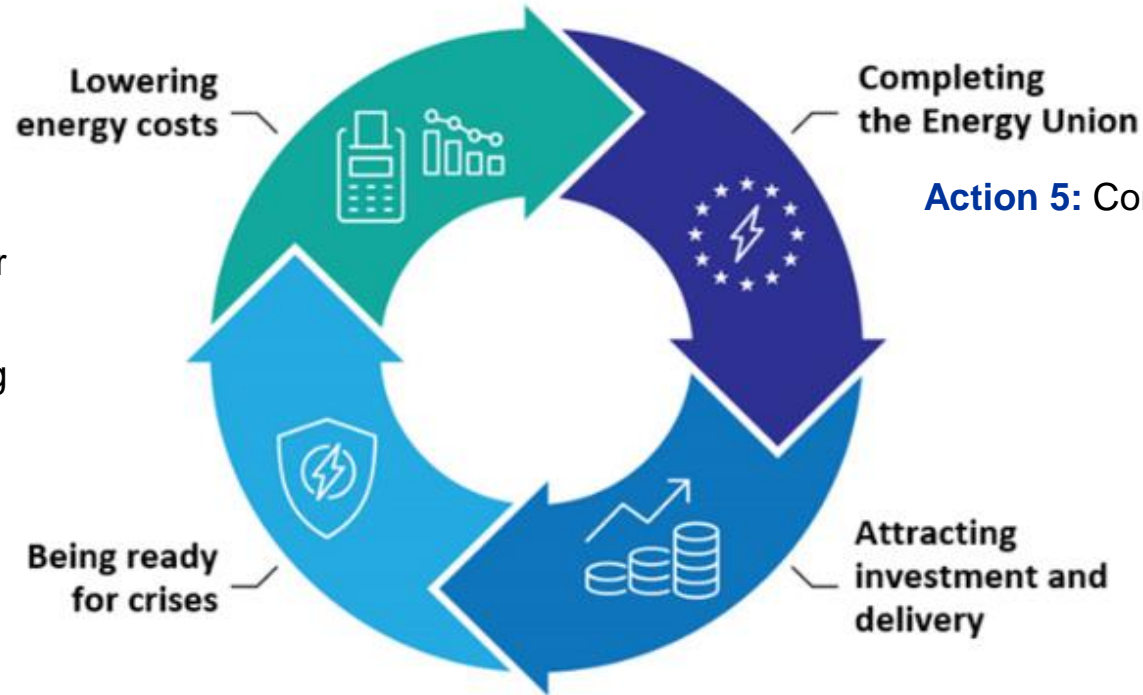 Lowering
energy costs
Completing
the Energy Union
Action 5:
Being ready
for crises
Attracting
investment and
delivery